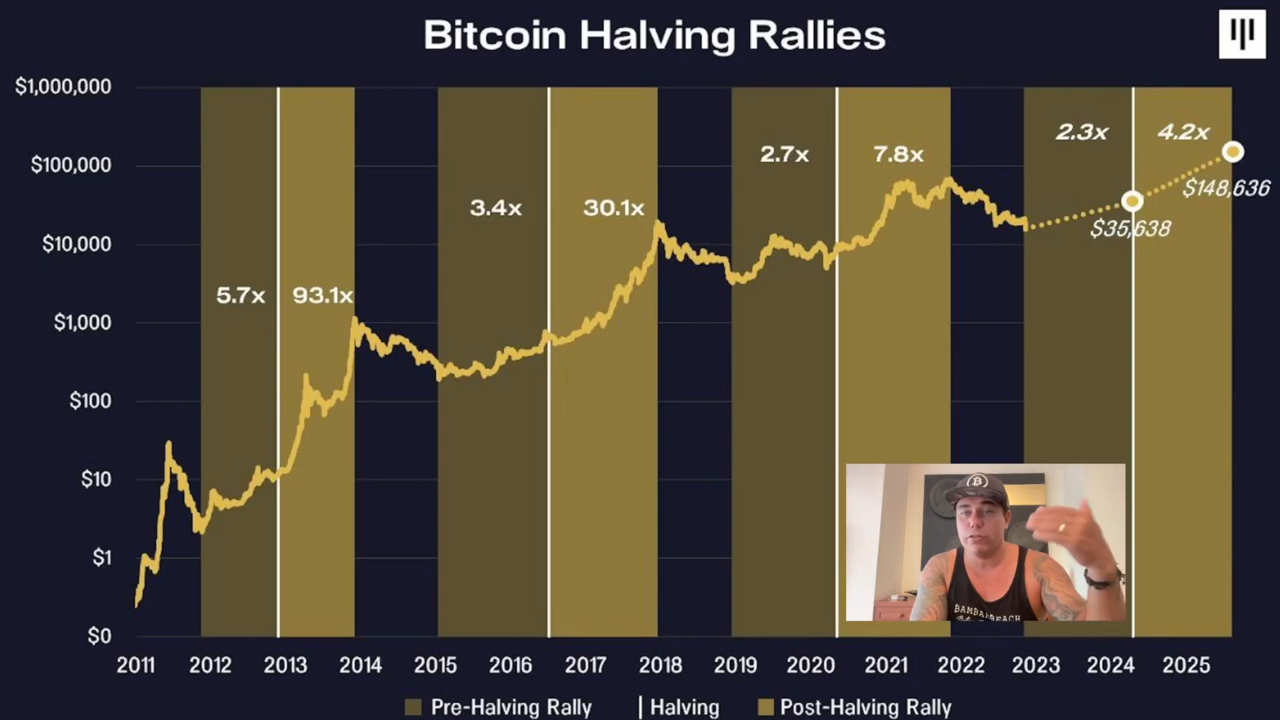 Bitcoin Halving Rallies
$1,000,000
$100,000
$10,000
$1,000
$100
$10
$1
$0
5.7x
93.1x
3.4x
30.1x
2.7x
7.8x
2.3x
4.2x
$35,638
$148,636
B
BAMBA BEACH
2011 2012 2013 2014 2015 2016 2017 2018 2019 2020 2021 2022 2023 2024 2025
Pre-Halving Rally Halving Post-Halving Rally